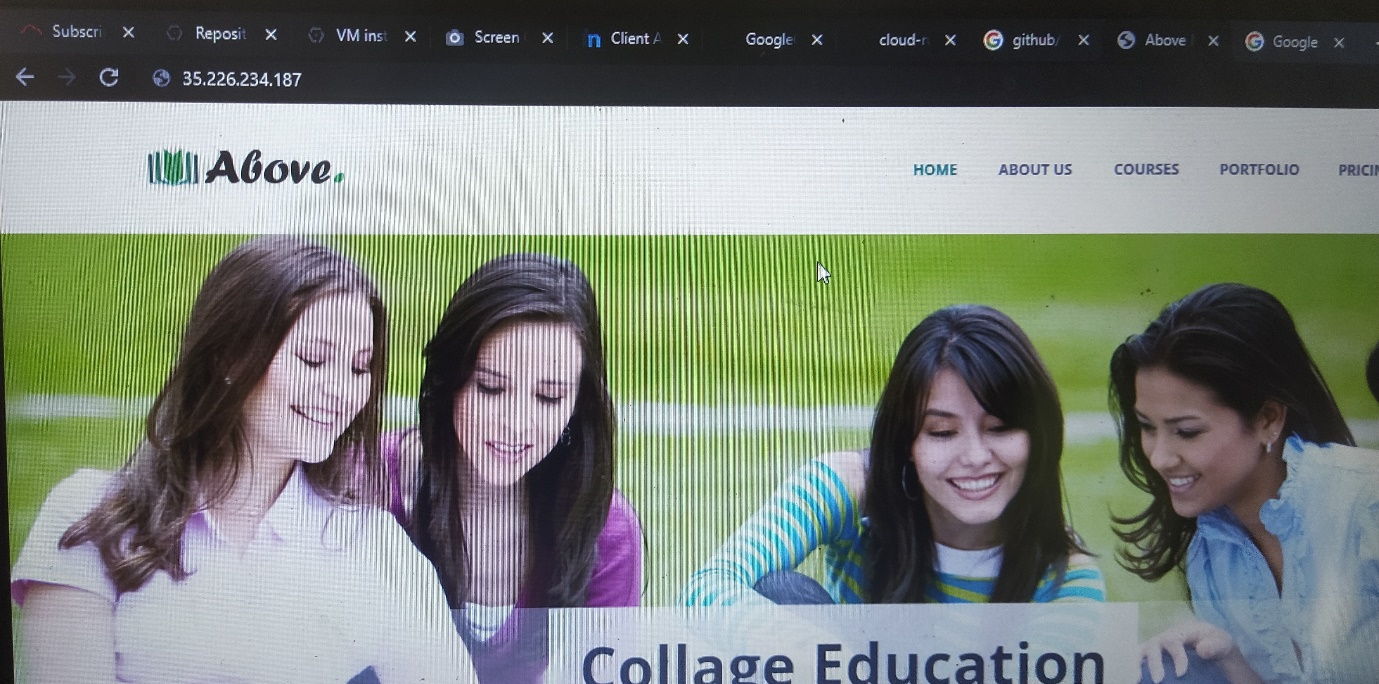 Subscri Reposit VM inst Screen Client A Google cloud-r github/ Above Google
35.226.234.187
Above.
HOME ABOUT US COURSES PORTFOLIO PRICIN
Collage Education